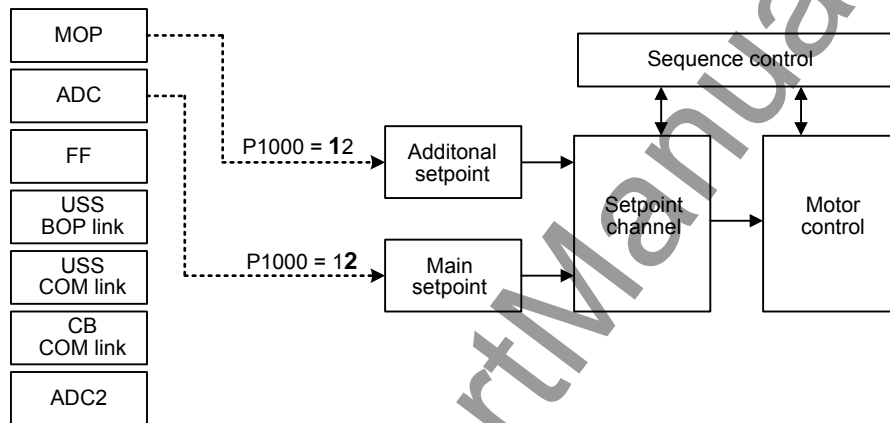 MOP
ADC
FF
USS
BOP link
USS
COM link
CB
COM link
ADC2
P1000 = 12
P1000 = 12
Additonal
setpoint
Main
setpoint
Sequence control
Setpoint
channel
Motor
control